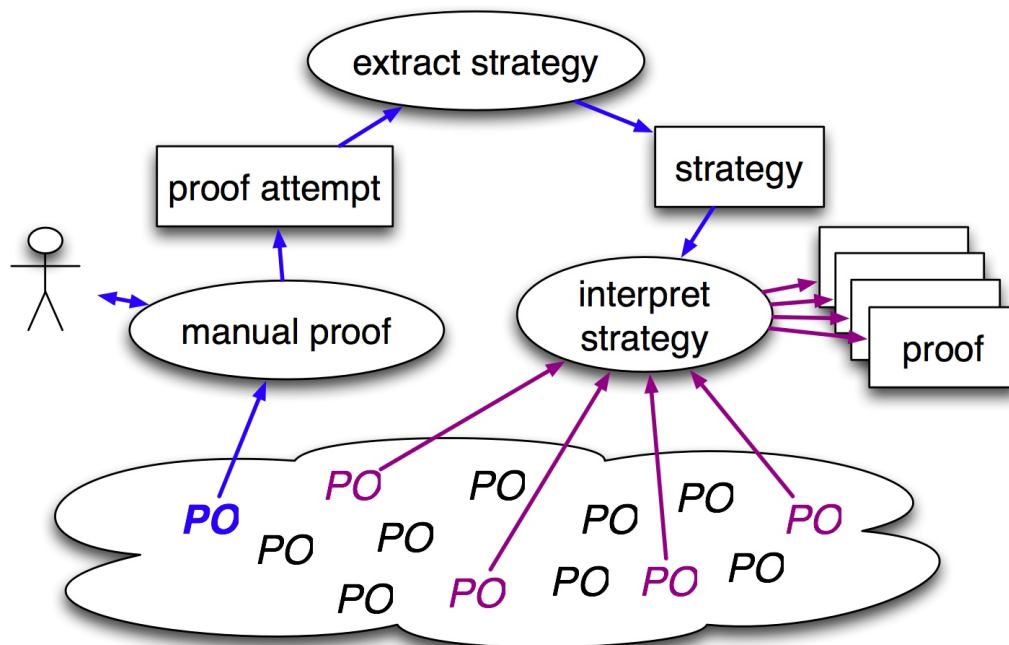 extract strategy
proof attempt
strategy
manual proof
interpret
strategy
proof
PO
PO
PO
PO
PO
PO
PO
PO
PO
PO
PO
PO
PO